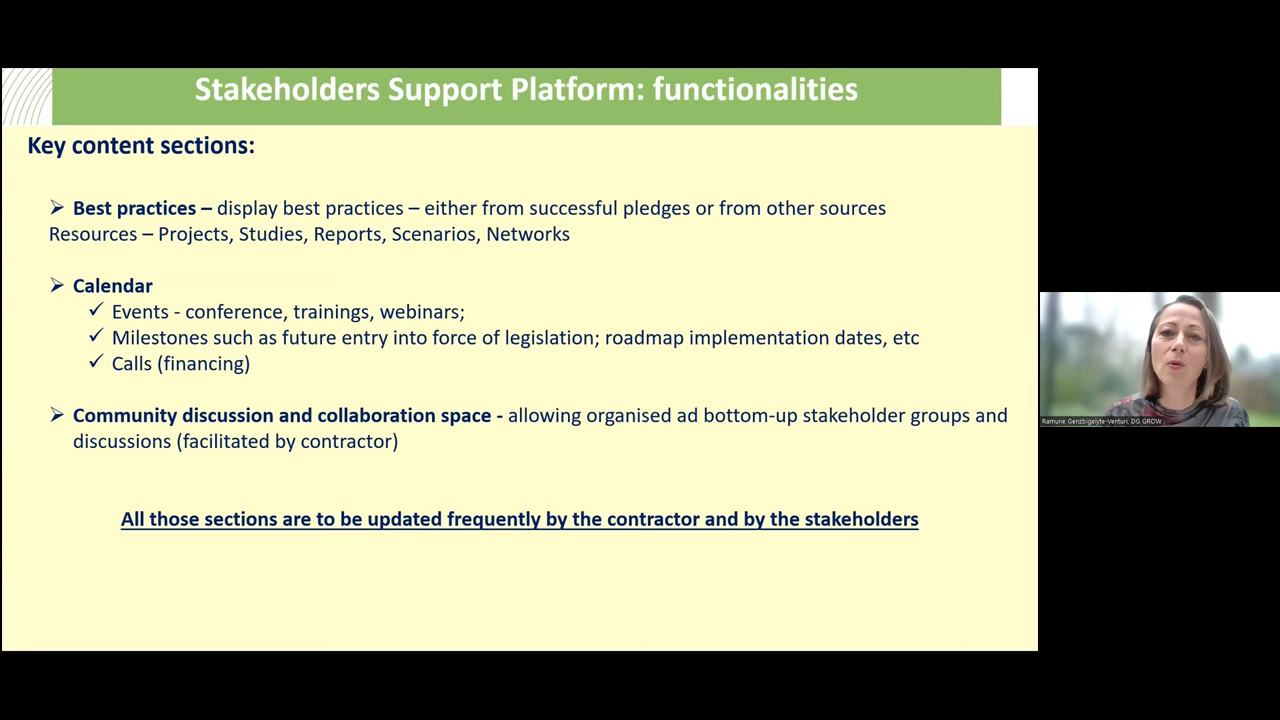 Stakeholders Support Platform: functionalities
Key content sections:
Best practices – display best practices – either from successful pledges or from other sources
Resources – Projects, Studies, Reports, Scenarios, Networks
Calendar
Events - conference, trainings, webinars;
Milestones such as future entry into force of legislation; roadmap implementation dates, etc
Calls (financing)
Community discussion and collaboration space - allowing organised ad bottom-up stakeholder groups and
discussions (facilitated by contractor)
All those sections are to be updated frequently by the contractor and by the stakeholders
Ramune Genzbigelyte-Venturi, DG GROW